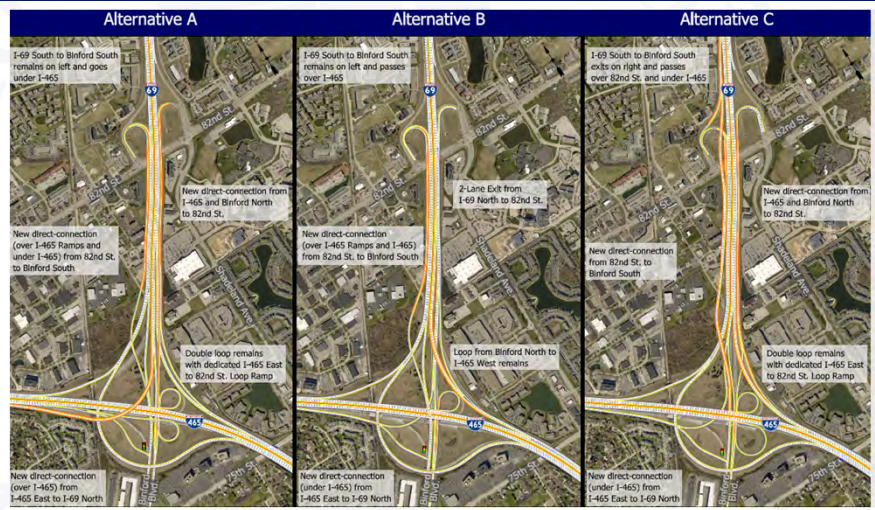 Alternative A
I-69 South to Binford South
remains on left and goes
under I-465
69
82nd St.
82nd St.
New direct-connection from
I-465 and Binford North
to 82nd St.
New direct-connection
(over I-465 Ramps and
under I-465) from 82nd St.
to Binford South
Shadeland Ave.
Double loop remains
with dedicated I-465 East
to 82nd St. Loop Ramp
465
75th St.
New direct-connection
(over I-465) from
I-465 East to I-69 North
Binford
Blvd.
Alternative B
I-69 South to Binford South
remains on left and passes
over I-465
69
82nd St.
82nd St.
2-Lane Exit from
I-69 North to 82nd St.
New direct-connection
(over I-465 Ramps and I-465)
from 82nd St. to Binford South
Shadeland Ave.
Loop from Binford North to
I-465 West remains
465
75th St.
New direct-connection
(under I-465) from
I-465 East to I-69 North
Binford
Blvd.
Alternative C
I-69 South to Binford South
exits on right and passes
over 82nd St. and under I-465
69
82nd St.
82nd St.
New direct-connection from
I-465 and Binford North
to 82nd St.
New direct-connection
from 82nd St. to
Binford South
Shadeland Ave.
Double loop remains
with dedicated I-465 East
to 82nd St. Loop Ramp
465
75th St.
New direct-connection
(under I-465) from
I-465 East to I-69 North
Binford
Blvd.